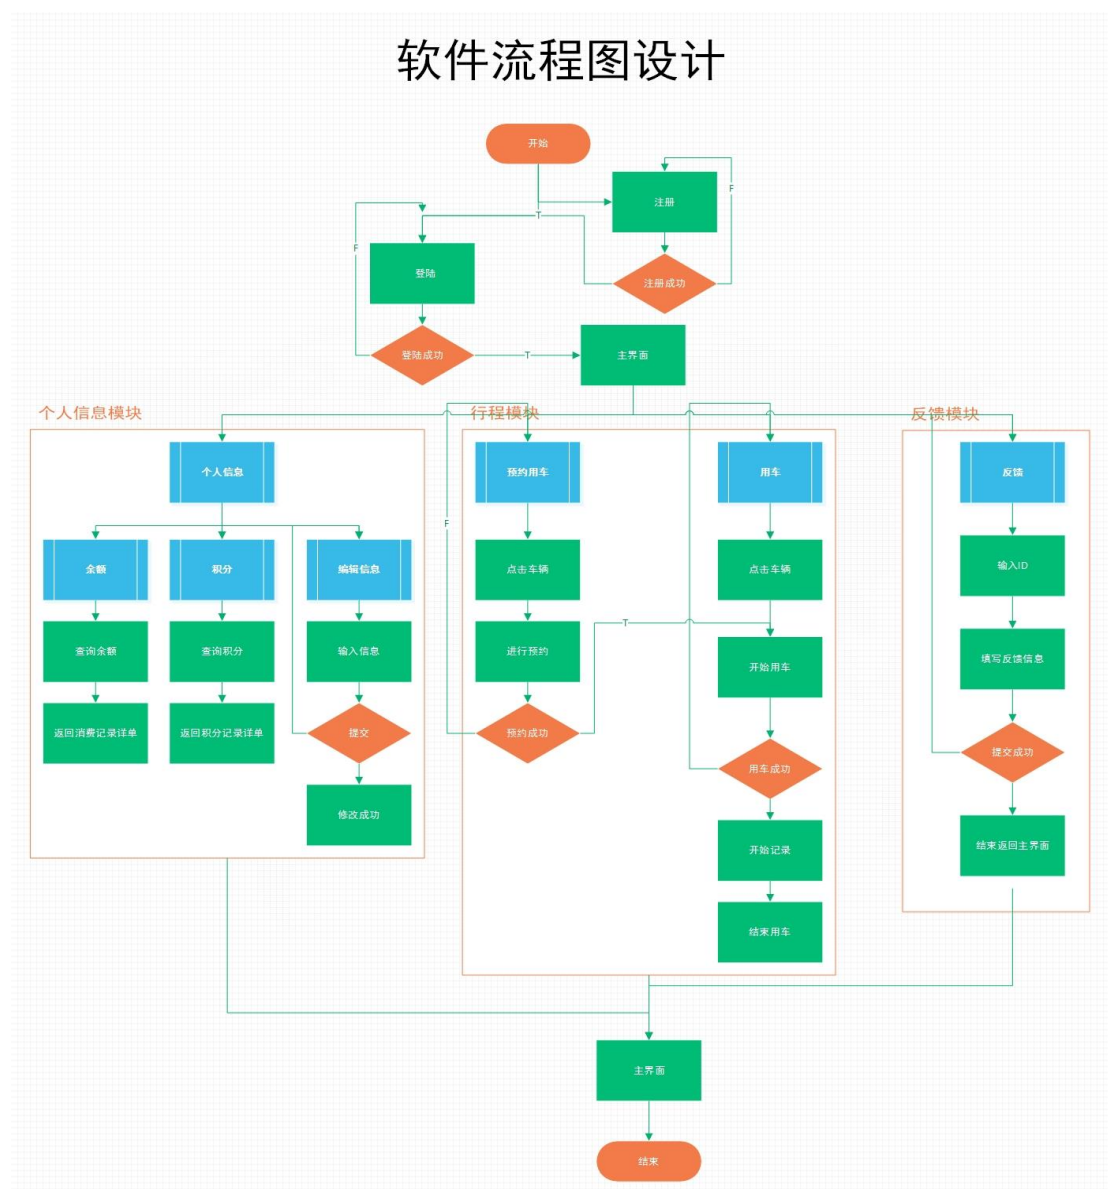 软件流程图设计
开始
注册
F
T
F
登陆
注册成功
登陆成功
T
主界面
个人信息模块
行程模块
反馈模块
个人信息
预约用车
用车
反馈
F
余额
积分
编辑信息
点击车辆
点击车辆
输入ID
T
查询余额
查询积分
输入信息
进行预约
开始用车
填写反馈信息
返回消费记录详单
返回积分记录详单
提交
预约成功
用车成功
提交成功
修改成功
开始记录
结束返回主界面
结束用车
主界面
结束